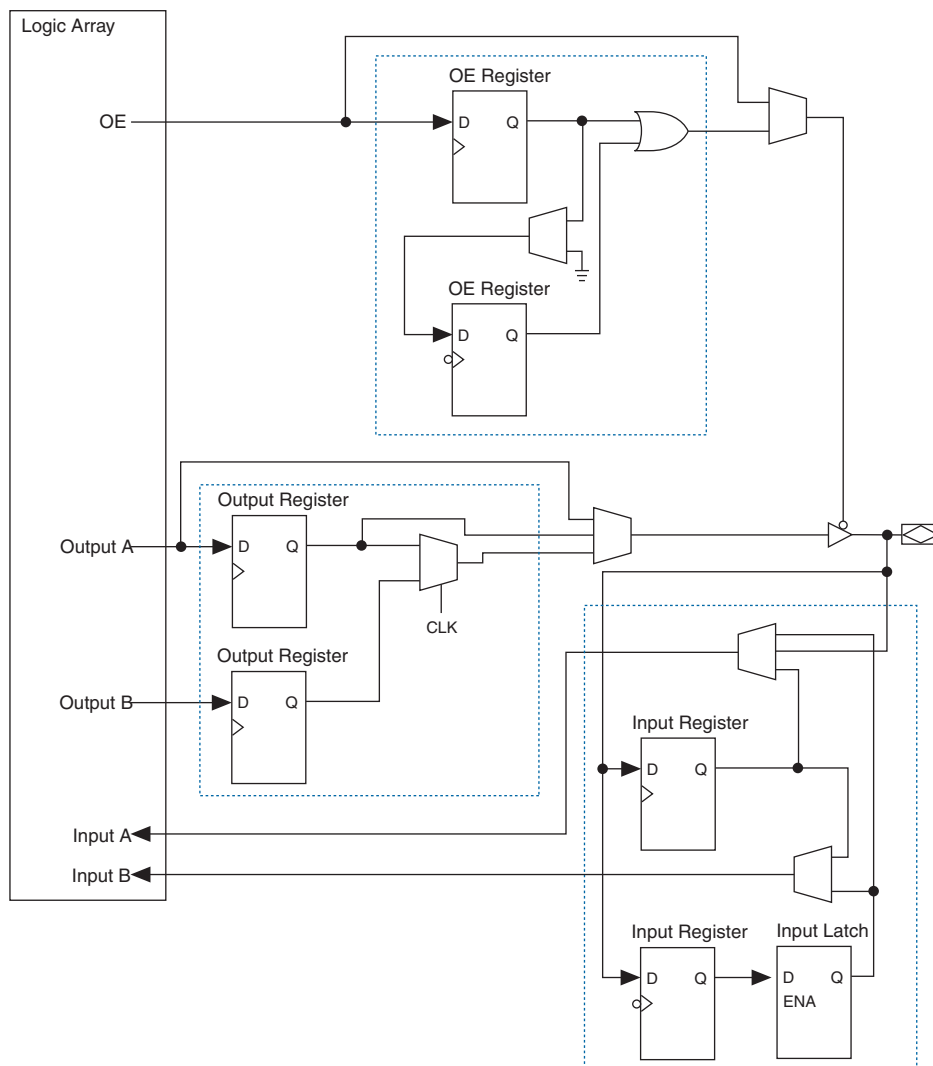 Logic Array
OE
OE Register
D Q
OE Register
D Q
Output A
Output Register
D Q
CLK
Output B
Output Register
D Q
Input A
Input B
Input Register
D Q
Input Register
D Q
Input Latch
D Q
ENA